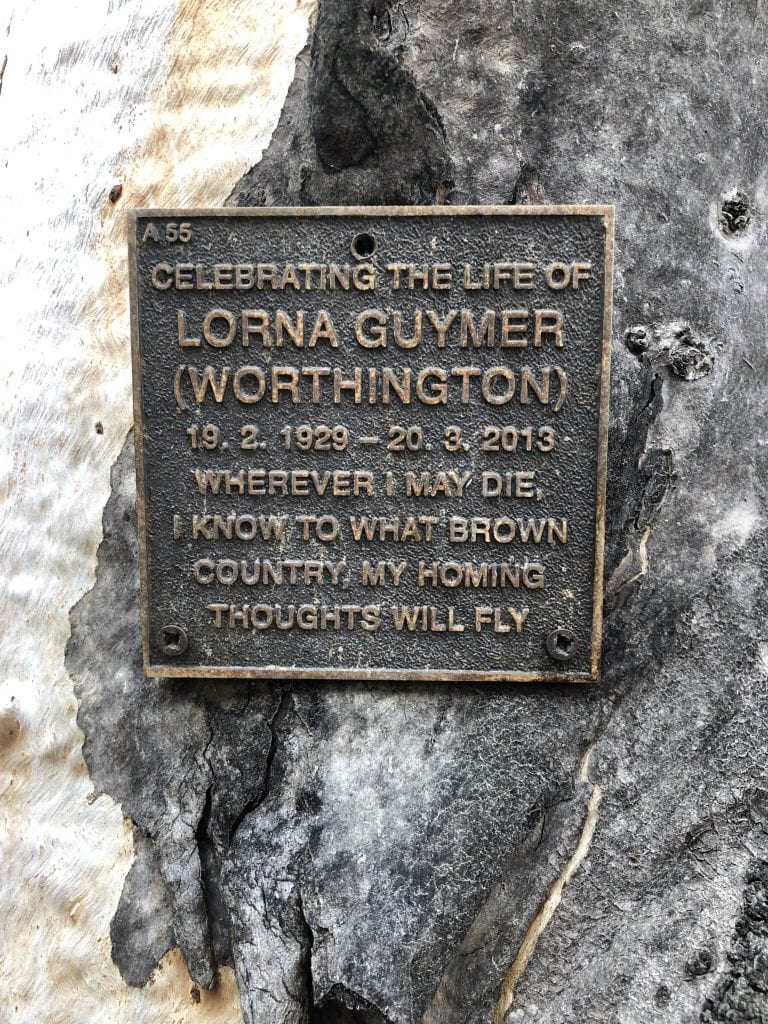 A 55
CELEBRATING THE LIFE OF
LORNA GUYMER
(WORTHINGTON)
19. 2. 1929 – 20. 3. 2013
WHEREVER I MAY DIE,
I KNOW TO WHAT BROWN
COUNTRY, MY HOMING
THOUGHTS WILL FLY